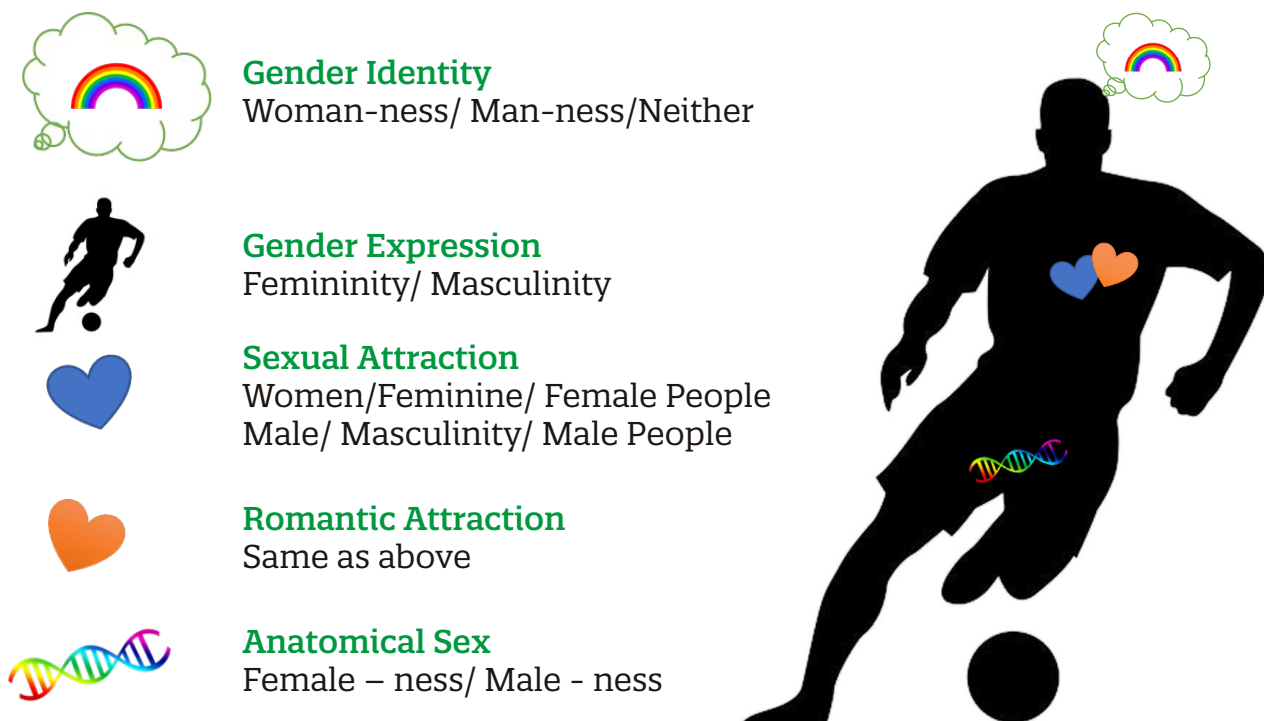 Gender Identity
Woman-ness/ Man-ness/Neither
Gender Expression
Femininity/ Masculinity
Sexual Attraction
Women/Feminine/ Female People
Male/ Masculinity/ Male People
Romantic Attraction
Same as above
Anatomical Sex
Female – ness/ Male - ness